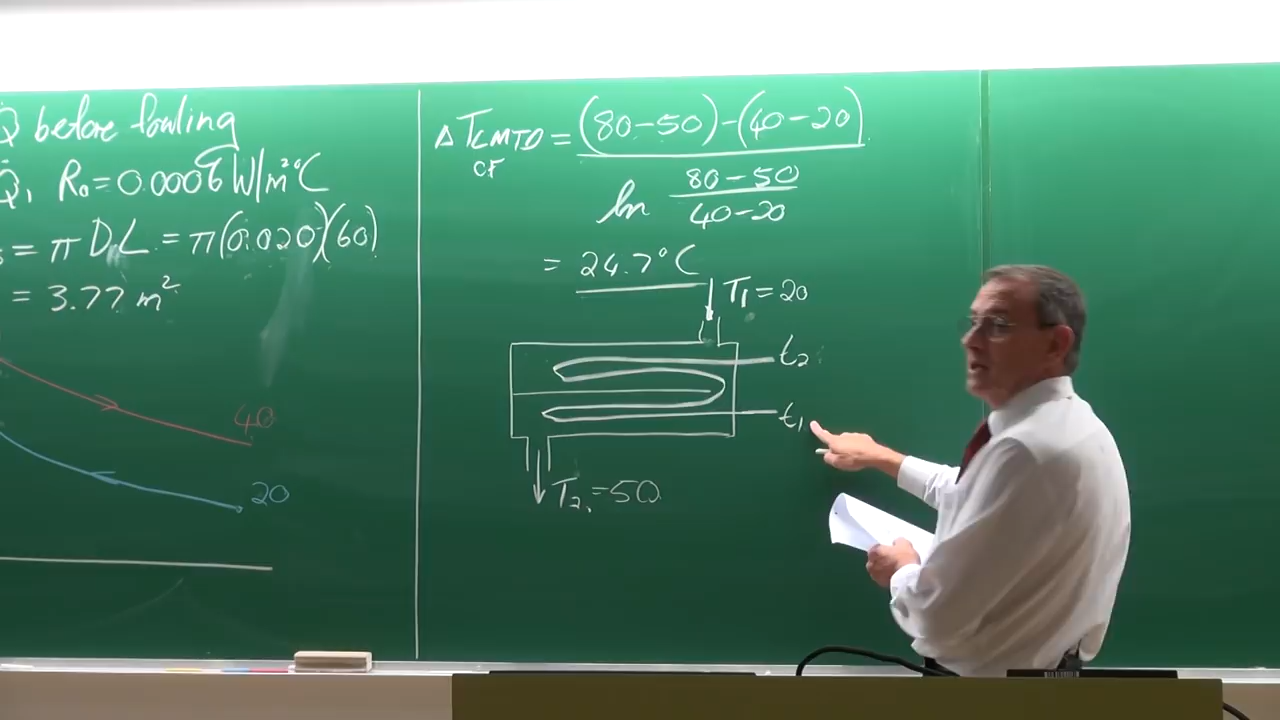 Q before fouling
Q̇, R₀=0.0006 W/m²°C
s = πDL = π(0.020)(60)
= 3.77 m²
40
20
ΔT_LMTD = (80-50)-(40-20)
CF
ln 80-50
40-20
= 24.7°C
T₁=20
t₂
t₁
T₂=50